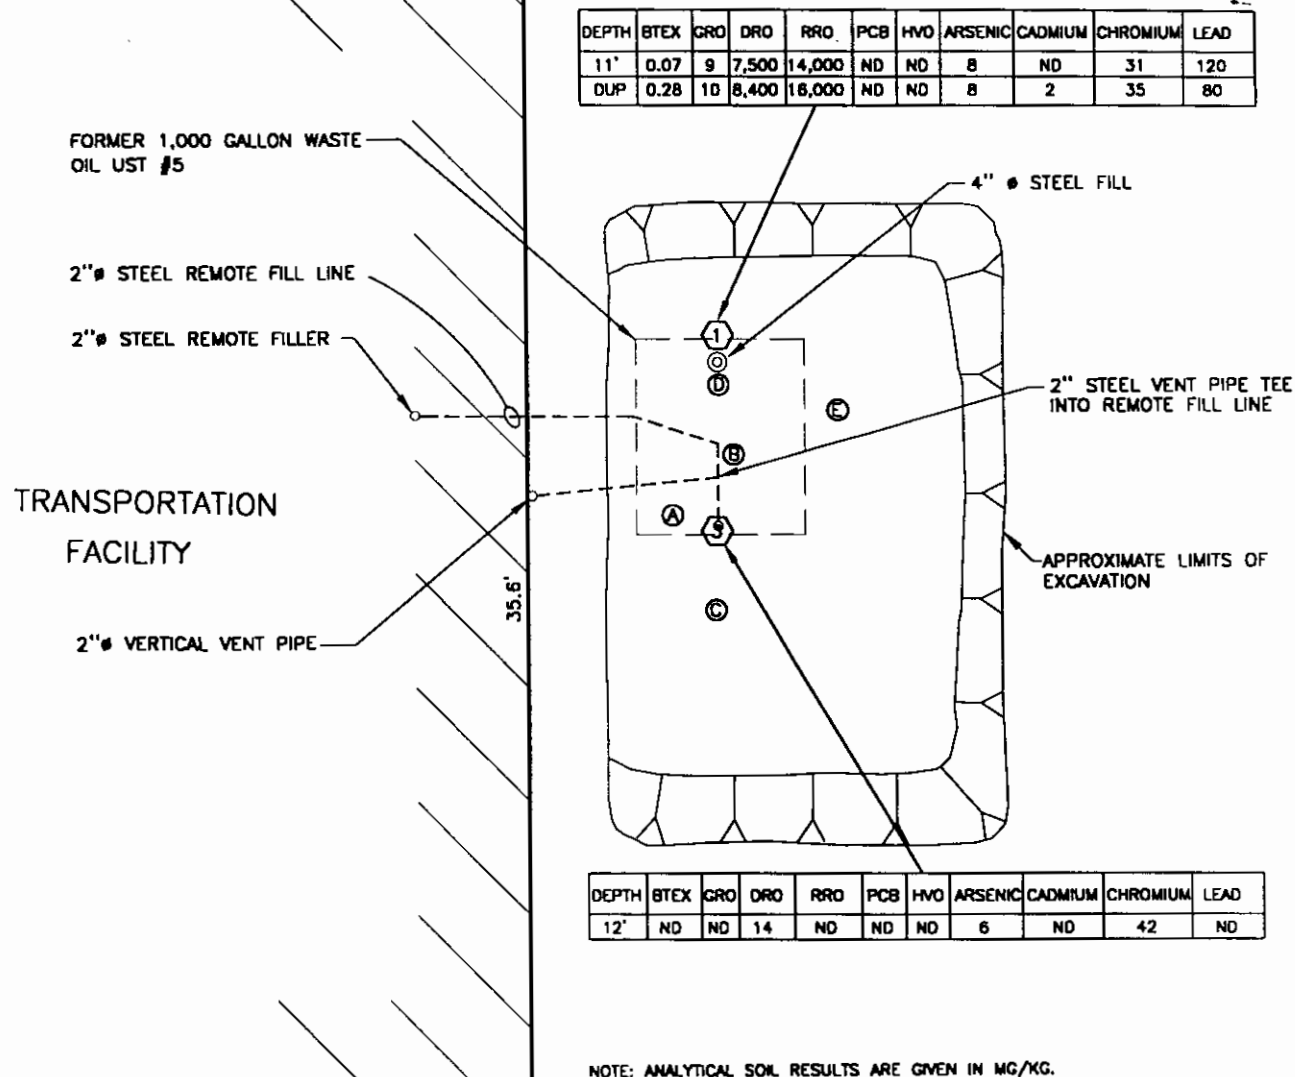 DEPTH BTEX GRO DRO RRO PCB HVO ARSENIC CADMIUM CHROMIUM LEAD
11' 0.07 9 7,500 14,000 ND ND 8 ND 31 120
DUP 0.28 10 8,400 16,000 ND ND 8 2 35 80
FORMER 1,000 GALLON WASTE
OIL UST #5
4" ø STEEL FILL
2"ø STEEL REMOTE FILL LINE
2"ø STEEL REMOTE FILLER
1
D
E
2" STEEL VENT PIPE TEE
INTO REMOTE FILL LINE
B
A
3
TRANSPORTATION
FACILITY
APPROXIMATE LIMITS OF
EXCAVATION
35.6'
C
2"ø VERTICAL VENT PIPE
DEPTH BTEX GRO DRO RRO PCB HVO ARSENIC CADMIUM CHROMIUM LEAD
12' ND ND 14 ND ND ND 6 ND 42 ND
NOTE: ANALYTICAL SOIL RESULTS ARE GIVEN IN MG/KG.